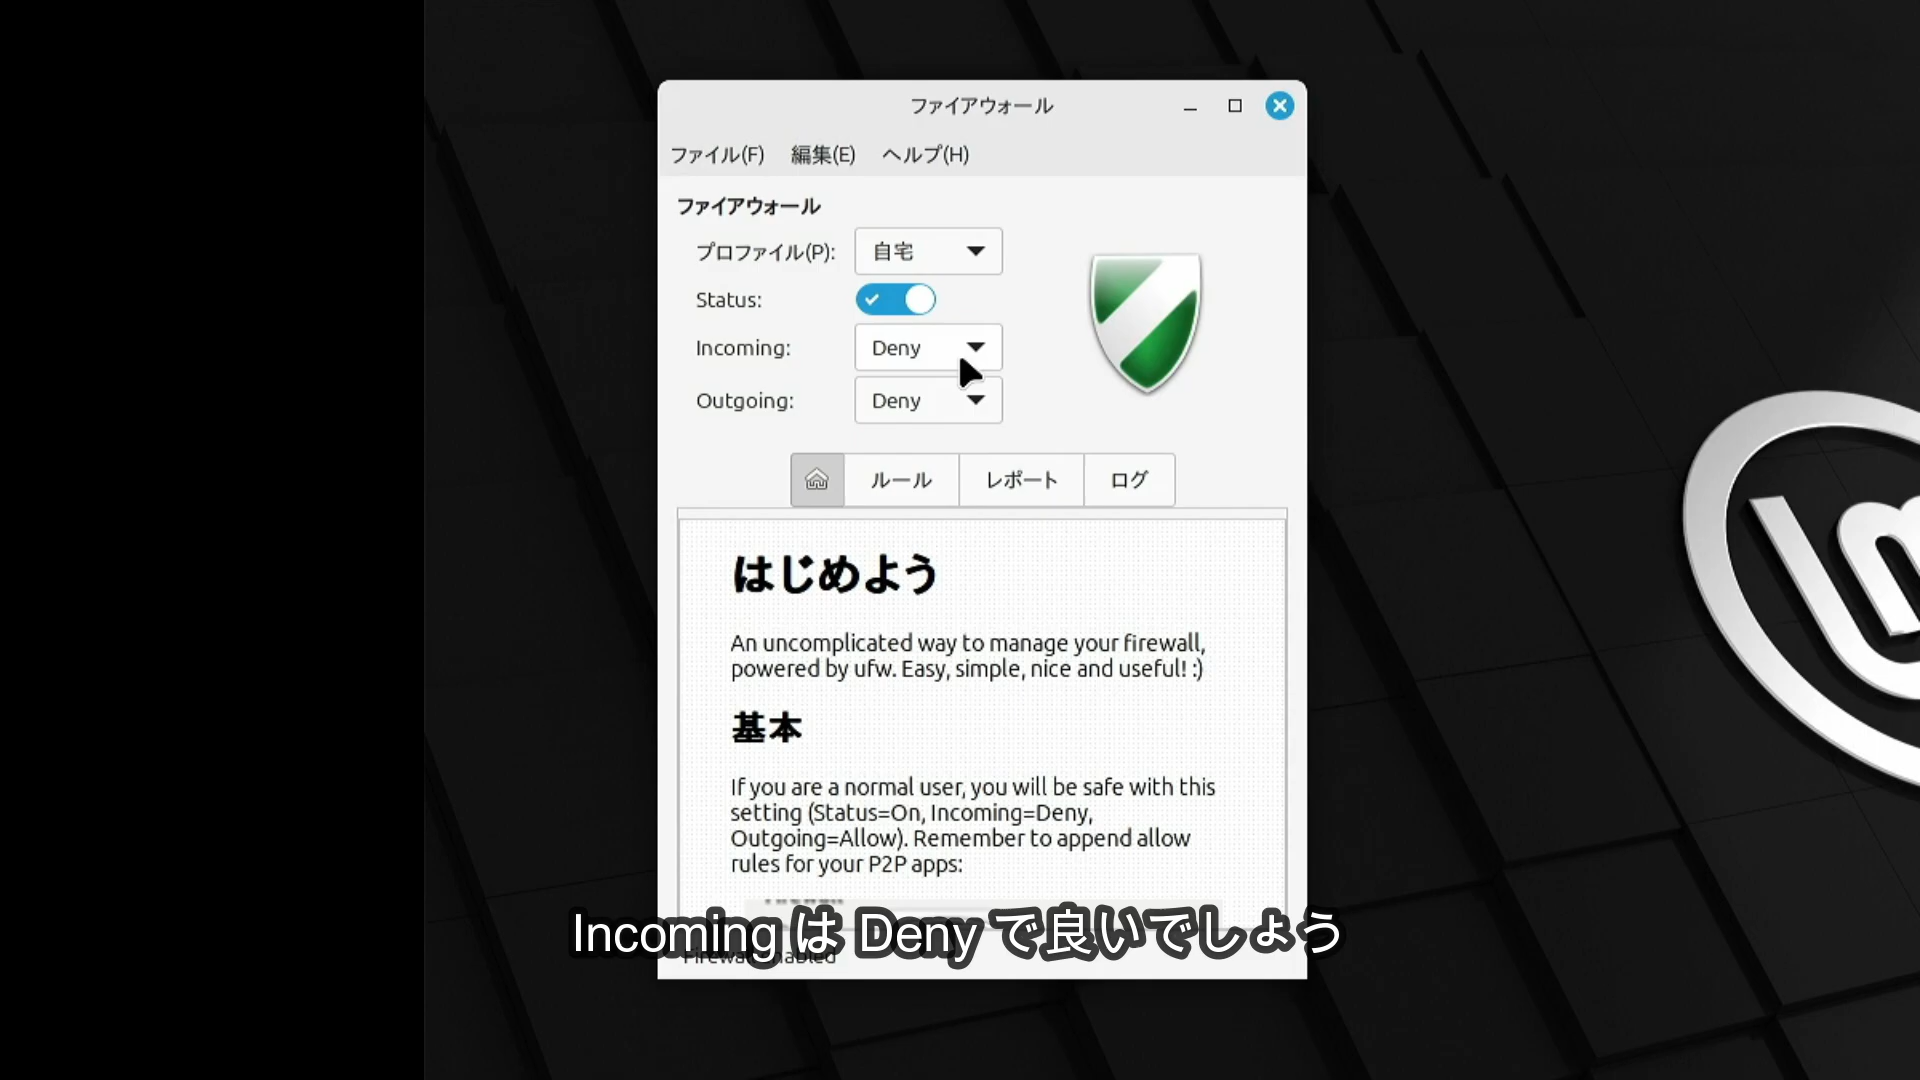 ファイアウォール
ファイル(F) 編集(E) ヘルプ(H)
ファイアウォール
プロファイル(P): 自宅
Status:
Incoming: Deny
Outgoing: Deny
ルール レポート ログ
はじめよう
An uncomplicated way to manage your firewall,
powered by ufw. Easy, simple, nice and useful! :)
基本
If you are a normal user, you will be safe with this
setting (Status=On, Incoming=Deny,
Outgoing=Allow). Remember to append allow
rules for your P2P apps:
Incoming は Deny で良いでしょう